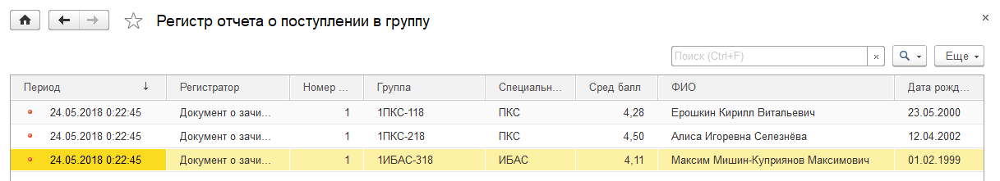 Регистр отчета о поступлении в группу
Поиск (Ctrl+F) Еще
Период Регистратор Номер ... Группа Специальн... Сред балл ФИО Дата рожд...
24.05.2018 0:22:45 Документ о зачи... 1 1ПКС-118 ПКС 4,28 Ерошкин Кирилл Витальевич 23.05.2000
24.05.2018 0:22:45 Документ о зачи... 1 1ПКС-218 ПКС 4,50 Алиса Игоревна Селезнёва 12.04.2002
24.05.2018 0:22:45 Документ о зачи... 1 1ИБАС-318 ИБАС 4,11 Максим Мишин-Куприянов Максимович 01.02.1999